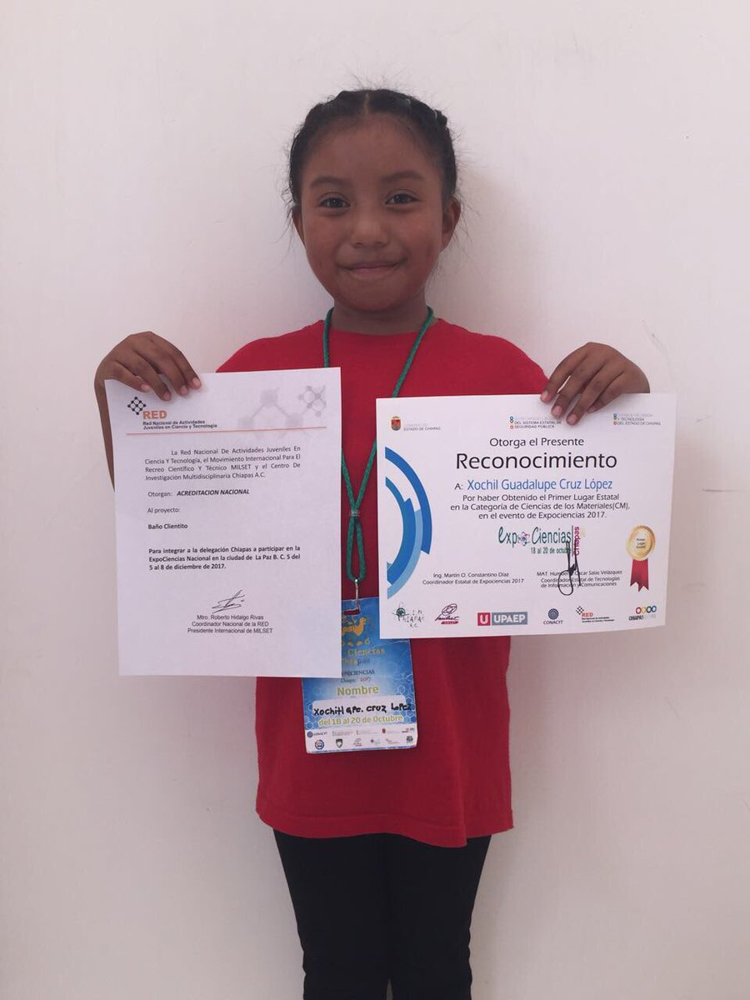 RED
Red Nacional de Actividades
Juveniles en Ciencia y Tecnología
La Red Nacional De Actividades Juveniles En
Ciencia Y Tecnología, el Movimiento Internacional Para El
Recreo Científico Y Técnico MILSET y el Centro De
Investigación Multidisciplinaria Chiapas A.C.
Otorgan: ACREDITACION NACIONAL
Al proyecto:
Baño Clientito
Para integrar a la delegación Chiapas a participar en la
ExpoCiencias Nacional en la ciudad de La Paz B. C. S del
5 al 8 de diciembre de 2017.
Mtro. Roberto Hidalgo Rivas
Coordinador Nacional de la RED
Presidente Internacional de MILSET
ESTADO DE CHIAPAS
DEL SISTEMA ESTATAL DE
SEGURIDAD PÚBLICA
Y TECNOLOGÍA
DEL ESTADO DE CHIAPAS
Otorga el Presente
Reconocimiento
A: Xochil Guadalupe Cruz López
Por haber Obtenido el Primer Lugar Estatal
en la Categoría de Ciencias de los Materiales(CM),
en el evento de Expociencias 2017.
ExpoCiencias
Chiapas
18 al 20 de octubre
Primer
Lugar
Ing. Martín O. Constantino Díaz
Coordinador Estatal de Expociencias 2017
MAT. Humberto Oscar Salas Velázquez
Coordinador Estatal de Tecnologías
de Información y Comunicaciones
CHIAPAS
A.C.
U UPAEP
CONACYT
RED
CHIAPAS
Ciencias
Nombre
Xochitl Gpe. Cruz Lopez
del 18 al 20 de Octubre
CONACYT